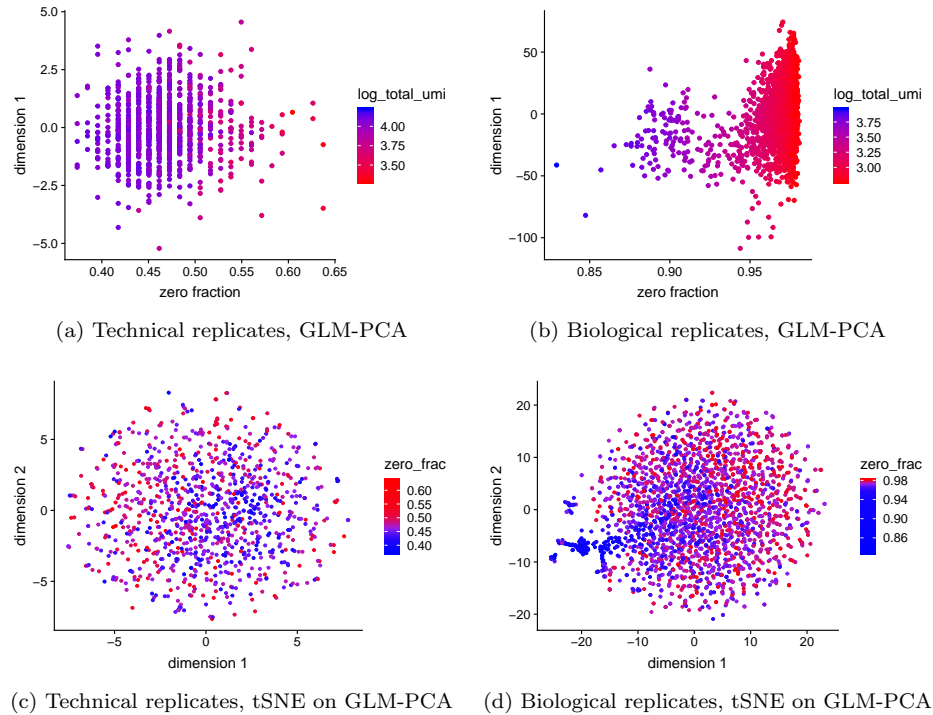 5.0
2.5
0.0
−2.5
−5.0
dimension 1
0.40 0.45 0.50 0.55 0.60 0.65
zero fraction
log_total_umi
4.00
3.75
3.50
(a) Technical replicates, GLM-PCA
50
0
−50
−100
dimension 1
0.85 0.90 0.95
zero fraction
log_total_umi
3.75
3.50
3.25
3.00
(b) Biological replicates, GLM-PCA
5
0
−5
dimension 2
−5 0 5
dimension 1
zero_frac
0.60
0.55
0.50
0.45
0.40
(c) Technical replicates, tSNE on GLM-PCA
20
10
0
−10
−20
dimension 2
−20 −10 0 10 20
dimension 1
zero_frac
0.98
0.94
0.90
0.86
(d) Biological replicates, tSNE on GLM-PCA